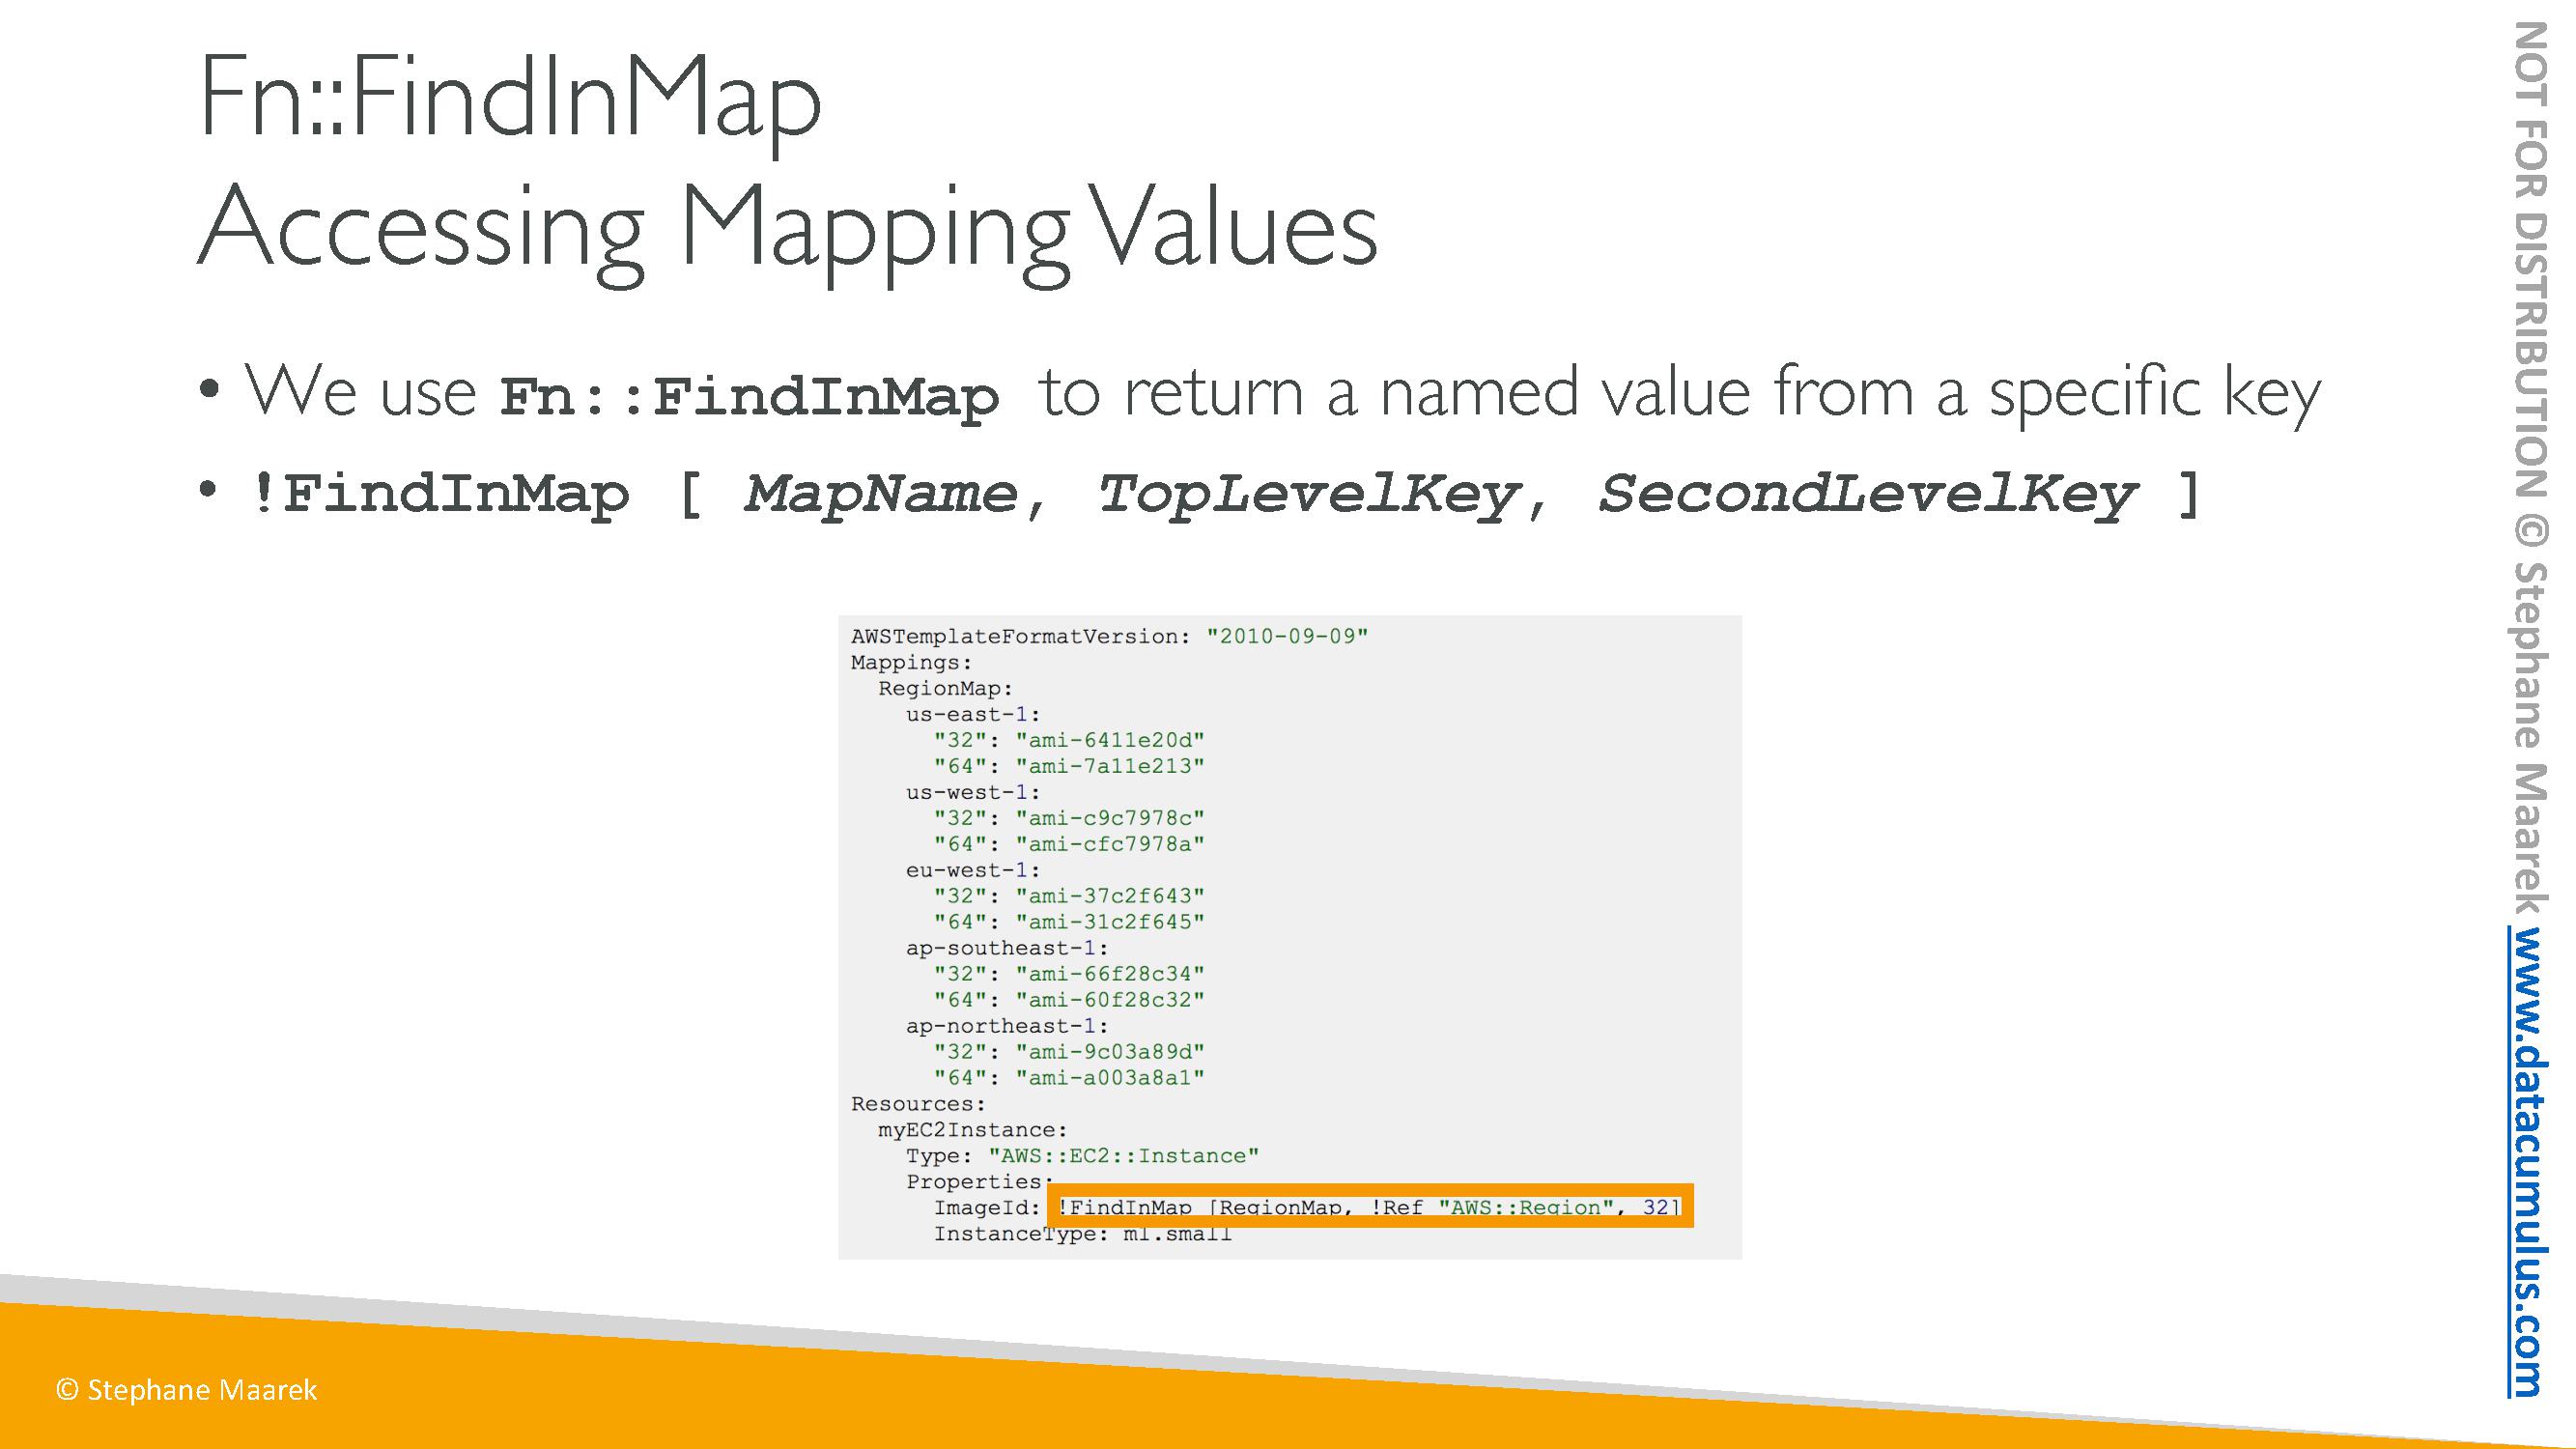 Fn::FindInMap
Accessing Mapping Values
• We use Fn::FindInMap to return a named value from a specific key
• !FindInMap [ MapName, TopLevelKey, SecondLevelKey ]
AWSTemplateFormatVersion: "2010-09-09"
Mappings:
  RegionMap:
    us-east-1:
      "32": "ami-6411e20d"
      "64": "ami-7a11e213"
    us-west-1:
      "32": "ami-c9c7978c"
      "64": "ami-cfc7978a"
    eu-west-1:
      "32": "ami-37c2f643"
      "64": "ami-31c2f645"
    ap-southeast-1:
      "32": "ami-66f28c34"
      "64": "ami-60f28c32"
    ap-northeast-1:
      "32": "ami-9c03a89d"
      "64": "ami-a003a8a1"
Resources:
  myEC2Instance:
    Type: "AWS::EC2::Instance"
    Properties:
      ImageId: !FindInMap [RegionMap, !Ref "AWS::Region", 32]
      InstanceType: m1.small
© Stephane Maarek
NOT FOR DISTRIBUTION © Stephane Maarek www.datacumulus.com